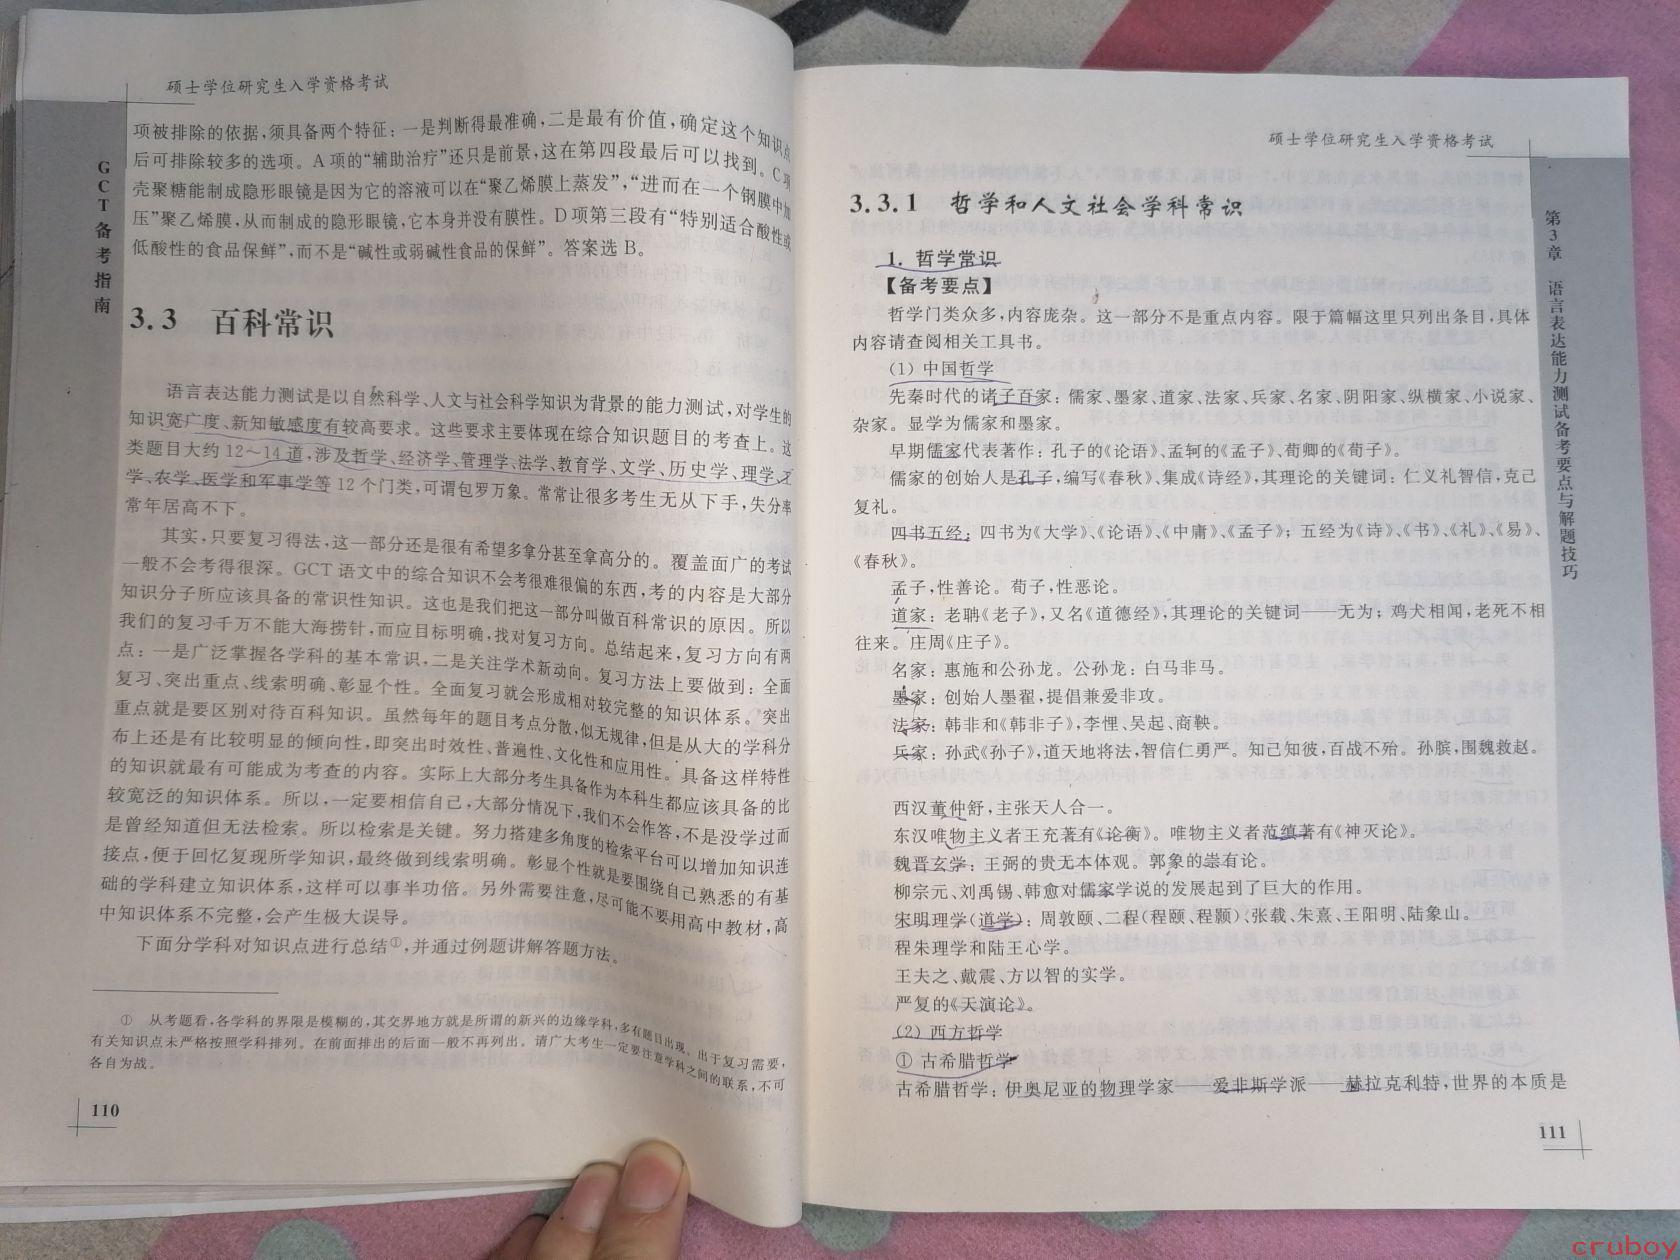 硕士学位研究生入学资格考试
GCT备考指南
项被排除的依据,须具备两个特征:一是判断得最准确,二是最有价值,确定这个知识点
后可排除较多的选项。A项的“辅助治疗”还只是前景,这在第四段最后可以找到。C项
壳聚糖能制成隐形眼镜是因为它的溶液可以在“聚乙烯膜上蒸发”,“进而在一个钢膜中加
压”聚乙烯膜,从而制成的隐形眼镜,它本身并没有膜性。D项第三段有“特别适合酸性或
低酸性的食品保鲜”,而不是“碱性或弱碱性食品的保鲜”。答案选B。
3.3 百科常识
语言表达能力测试是以自然科学、人文与社会科学知识为背景的能力测试,对学生的
知识宽广度、新知敏感度有较高要求。这些要求主要体现在综合知识题目的考查上。这
类题目大约12~14道,涉及哲学、经济学、管理学、法学、教育学、文学、历史学、理学、工
学、农学、医学和军事学等12个门类,可谓包罗万象。常常让很多考生无从下手,失分率
常年居高不下。
其实,只要复习得法,这一部分还是很有希望多拿分甚至拿高分的。覆盖面广的考试
一般不会考得很深。GCT语文中的综合知识不会考很难很偏的东西,考的内容是大部分
知识分子所应该具备的常识性知识。这也是我们把这一部分叫做百科常识的原因。所以
我们的复习千万不能大海捞针,而应目标明确,找对复习方向。总结起来,复习方向有两
点:一是广泛掌握各学科的基本常识,二是关注学术新动向。复习方法上要做到:全面
复习、突出重点、线索明确、彰显个性。全面复习就会形成相对较完整的知识体系。突出
重点就是要区别对待百科知识。虽然每年的题目考点分散,似无规律,但是从大的学科分
布上还是有比较明显的倾向性,即突出时效性、普遍性、文化性和应用性。具备这样特性
的知识就最有可能成为考查的内容。实际上大部分考生具备作为本科生都应该具备的比
较宽泛的知识体系。所以,一定要相信自己,大部分情况下,我们不会作答,不是没学过而
是曾经知道但无法检索。所以检索是关键。努力搭建多角度的检索平台可以增加知识连
接点,便于回忆复现所学知识,最终做到线索明确。彰显个性就是要围绕自己熟悉的有基
础的学科建立知识体系,这样可以事半功倍。另外需要注意,尽可能不要用高中教材,高
中知识体系不完整,会产生极大误导。
下面分学科对知识点进行总结①,并通过例题讲解答题方法。
① 从考题看,各学科的界限是模糊的,其交界地方就是所谓的新兴的边缘学科,多有题目出现。出于复习需要,
有关知识点未严格按照学科排列。在前面排出的后面一般不再列出。请广大考生一定要注意学科之间的联系,不可
各自为战。
110
硕士学位研究生入学资格考试
第3章 语言表达能力测试备考要点与解题技巧
3.3.1 哲学和人文社会学科常识
1. 哲学常识
【备考要点】
哲学门类众多,内容庞杂。这一部分不是重点内容。限于篇幅这里只列出条目,具体
内容请查阅相关工具书。
(1) 中国哲学
先秦时代的诸子百家:儒家、墨家、道家、法家、兵家、名家、阴阳家、纵横家、小说家、
杂家。显学为儒家和墨家。
早期儒家代表著作:孔子的《论语》、孟轲的《孟子》、荀卿的《荀子》。
儒家的创始人是孔子,编写《春秋》、集成《诗经》,其理论的关键词:仁义礼智信,克己
复礼。
四书五经:四书为《大学》、《论语》、《中庸》、《孟子》;五经为《诗》、《书》、《礼》、《易》、
《春秋》。
孟子,性善论。荀子,性恶论。
道家:老聃《老子》,又名《道德经》,其理论的关键词——无为;鸡犬相闻,老死不相
往来。庄周《庄子》。
名家:惠施和公孙龙。公孙龙:白马非马。
墨家:创始人墨翟,提倡兼爱非攻。
法家:韩非和《韩非子》,李悝、吴起、商鞅。
兵家:孙武《孙子》,道天地将法,智信仁勇严。知己知彼,百战不殆。孙膑,围魏救赵。
西汉董仲舒,主张天人合一。
东汉唯物主义者王充著有《论衡》。唯物主义者范缜著有《神灭论》。
魏晋玄学:王弼的贵无本体观。郭象的崇有论。
柳宗元、刘禹锡、韩愈对儒家学说的发展起到了巨大的作用。
宋明理学(道学):周敦颐、二程(程颐、程颢)、张载、朱熹、王阳明、陆象山。
程朱理学和陆王心学。
王夫之、戴震、方以智的实学。
严复的《天演论》。
(2) 西方哲学
① 古希腊哲学
古希腊哲学:伊奥尼亚的物理学家——爱非斯学派——赫拉克利特,世界的本质是
111
cruboy